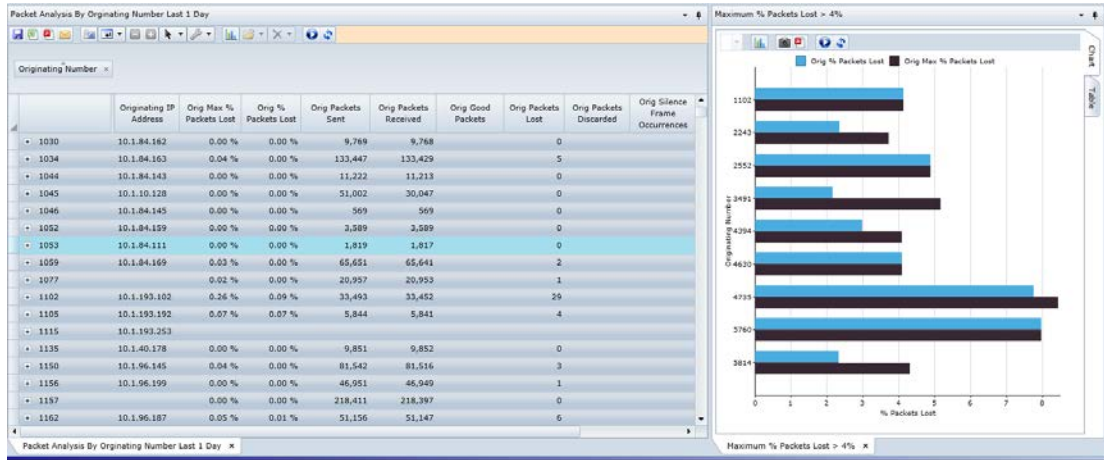 Packet Analysis By Orginating Number Last 1 Day
Originating Number
Originating IP Address Orig Max % Packets Lost Orig % Packets Lost Orig Packets Sent Orig Packets Received Orig Good Packets Orig Packets Lost Orig Packets Discarded Orig Silence Frame Occurrences
1030 10.1.84.162 0.00 % 0.00 % 9,769 9,768 0
1034 10.1.84.163 0.04 % 0.00 % 133,447 133,429 5
1044 10.1.84.143 0.00 % 0.00 % 11,222 11,213 0
1045 10.1.10.128 0.00 % 0.00 % 51,002 30,047 0
1046 10.1.84.145 0.00 % 0.00 % 569 569 0
1052 10.1.84.159 0.00 % 0.00 % 3,589 3,589 0
1053 10.1.84.111 0.00 % 0.00 % 1,819 1,817 0
1059 10.1.84.169 0.03 % 0.00 % 65,651 65,641 2
1077 0.02 % 0.00 % 20,957 20,953 1
1102 10.1.193.102 0.26 % 0.09 % 33,493 33,452 29
1105 10.1.193.192 0.07 % 0.07 % 5,844 5,841 4
1115 10.1.193.253
1135 10.1.40.178 0.00 % 0.00 % 9,851 9,852 0
1150 10.1.96.145 0.04 % 0.00 % 81,542 81,516 3
1156 10.1.96.199 0.00 % 0.00 % 46,951 46,949 1
1157 0.00 % 0.00 % 218,411 218,397 0
1162 10.1.96.187 0.05 % 0.01 % 51,156 51,147 6
Packet Analysis By Orginating Number Last 1 Day
Maximum % Packets Lost > 4%
Chart
Table
Orig % Packets Lost Orig Max % Packets Lost
Originating Number
1102
2243
2552
3491
4294
4630
4735
5760
5814
0 1 2 3 4 5 6 7 8
% Packets Lost
Maximum % Packets Lost > 4%